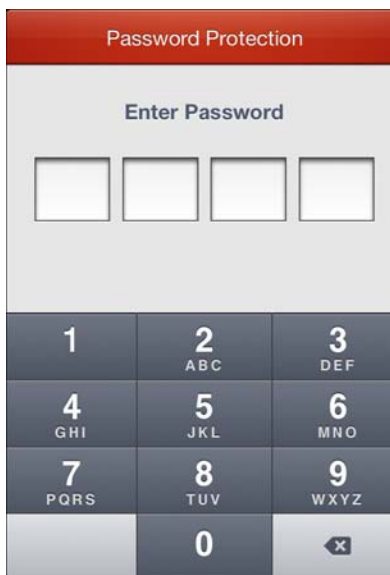 Password Protection
Enter Password
1 2 3
ABC DEF
4 5 6
GHI JKL MNO
7 8 9
PQRS TUV WXYZ
0